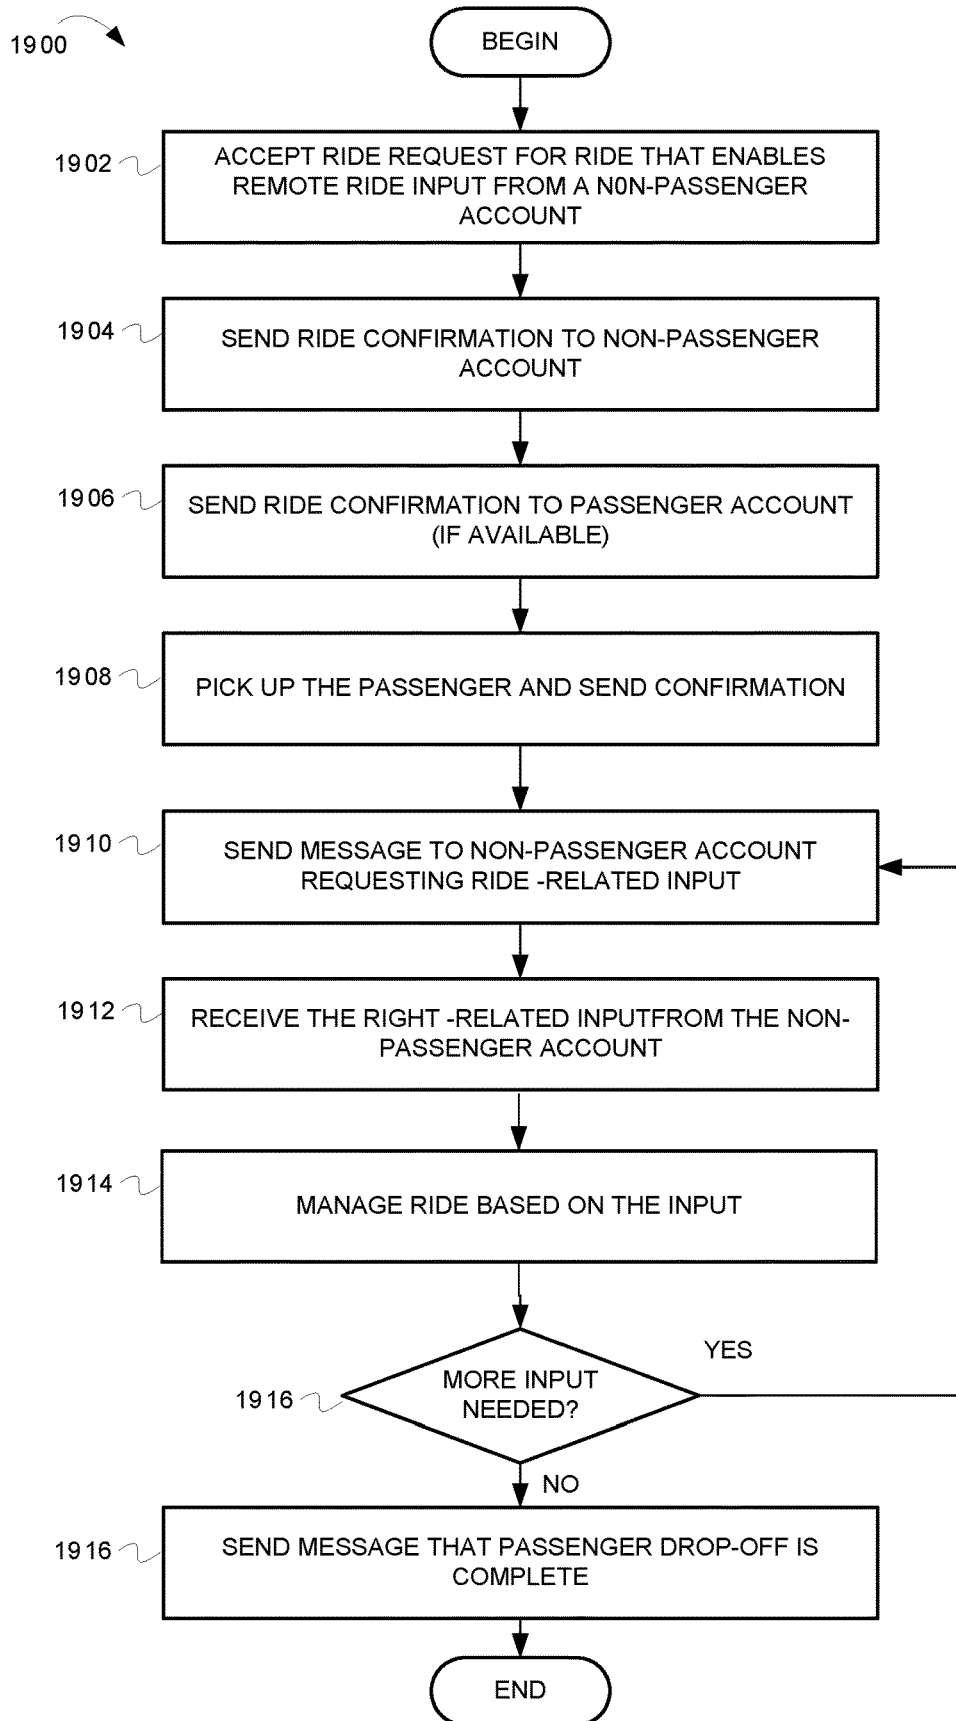 1900
BEGIN
1902
ACCEPT RIDE REQUEST FOR RIDE THAT ENABLES
REMOTE RIDE INPUT FROM A N0N-PASSENGER
ACCOUNT
1904
SEND RIDE CONFIRMATION TO NON-PASSENGER
ACCOUNT
1906
SEND RIDE CONFIRMATION TO PASSENGER ACCOUNT
(IF AVAILABLE)
1908
PICK UP THE PASSENGER AND SEND CONFIRMATION
1910
SEND MESSAGE TO NON-PASSENGER ACCOUNT
REQUESTING RIDE -RELATED INPUT
1912
RECEIVE THE RIGHT -RELATED INPUTFROM THE NON-
PASSENGER ACCOUNT
1914
MANAGE RIDE BASED ON THE INPUT
YES
1916
MORE INPUT
NEEDED?
NO
1916
SEND MESSAGE THAT PASSENGER DROP-OFF IS
COMPLETE
END